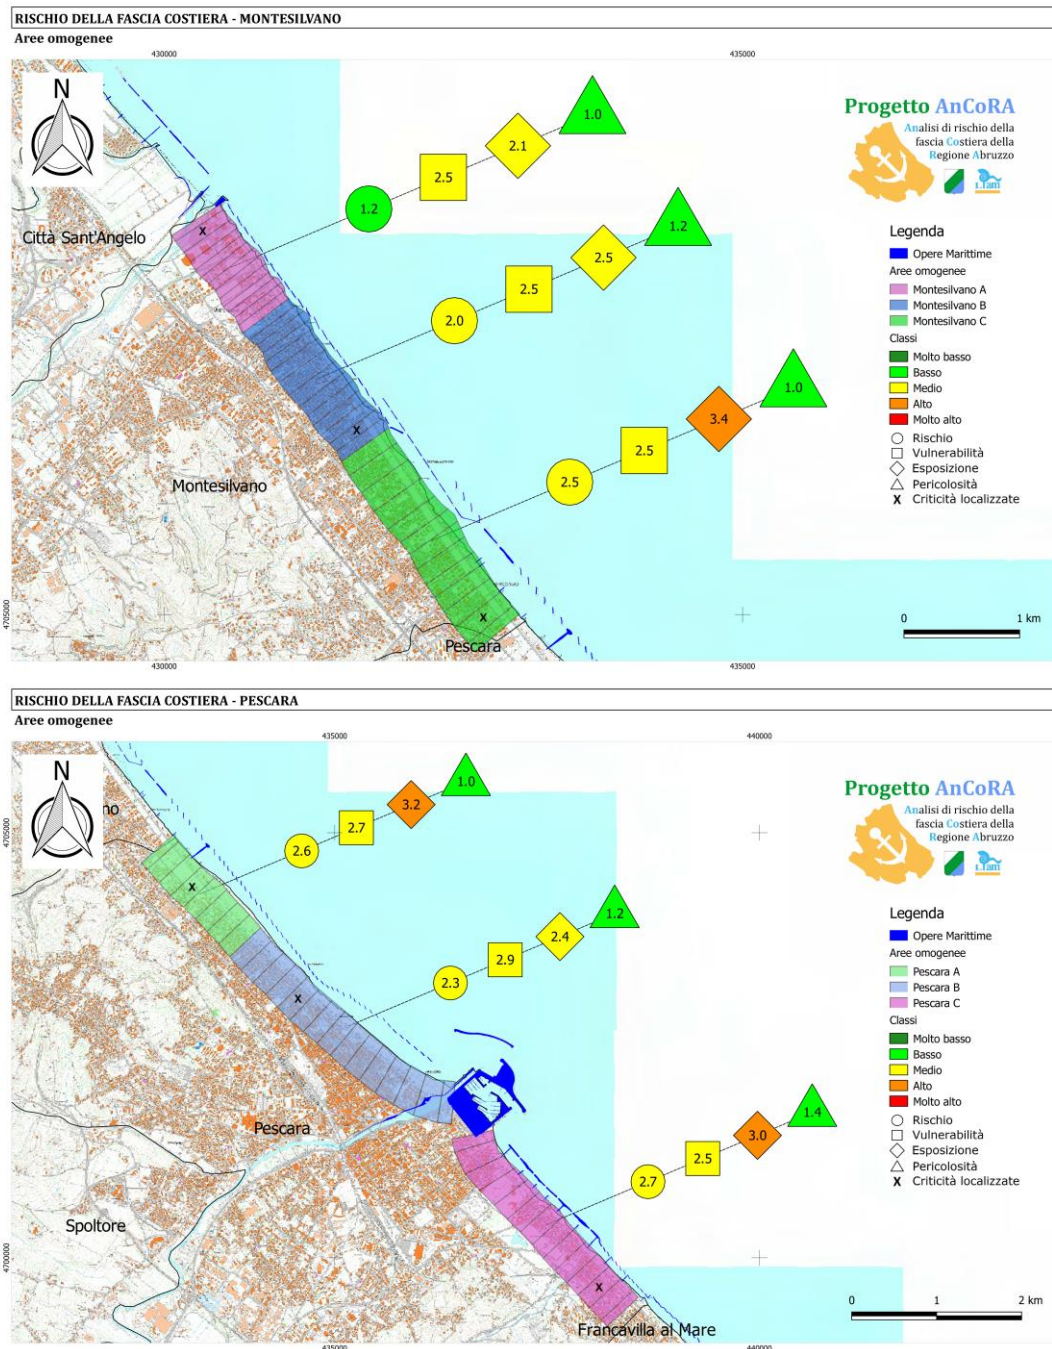 RISCHIO DELLA FASCIA COSTIERA - MONTESILVANO
Aree omogenee
430000
435000
N
Progetto AnCoRA
Analisi di rischio della
fascia Costiera della
Regione Abruzzo
LIam
1.0
2.1
2.5
1.2
Città Sant'Angelo
X
1.2
2.5
2.5
2.0
Legenda
Opere Marittime
Aree omogenee
Montesilvano A
Montesilvano B
Montesilvano C
Classi
Molto basso
Basso
Medio
Alto
Molto alto
Rischio
Vulnerabilità
Esposizione
Pericolosità
X Criticità localizzate
1.0
3.4
2.5
2.5
X
Montesilvano
X
Pescara
4705000
0 1 km
430000
435000
RISCHIO DELLA FASCIA COSTIERA - PESCARA
Aree omogenee
435000
440000
N
no
4705000
Progetto AnCoRA
Analisi di rischio della
fascia Costiera della
Regione Abruzzo
LIam
1.0
3.2
2.7
2.6
X
1.2
2.4
2.9
2.3
X
Legenda
Opere Marittime
Aree omogenee
Pescara A
Pescara B
Pescara C
Classi
Molto basso
Basso
Medio
Alto
Molto alto
Rischio
Vulnerabilità
Esposizione
Pericolosità
X Criticità localizzate
Pescara
1.4
3.0
2.5
2.7
Spoltore
4700000
X
Francavilla al Mare
0 1 2 km
435000
440000